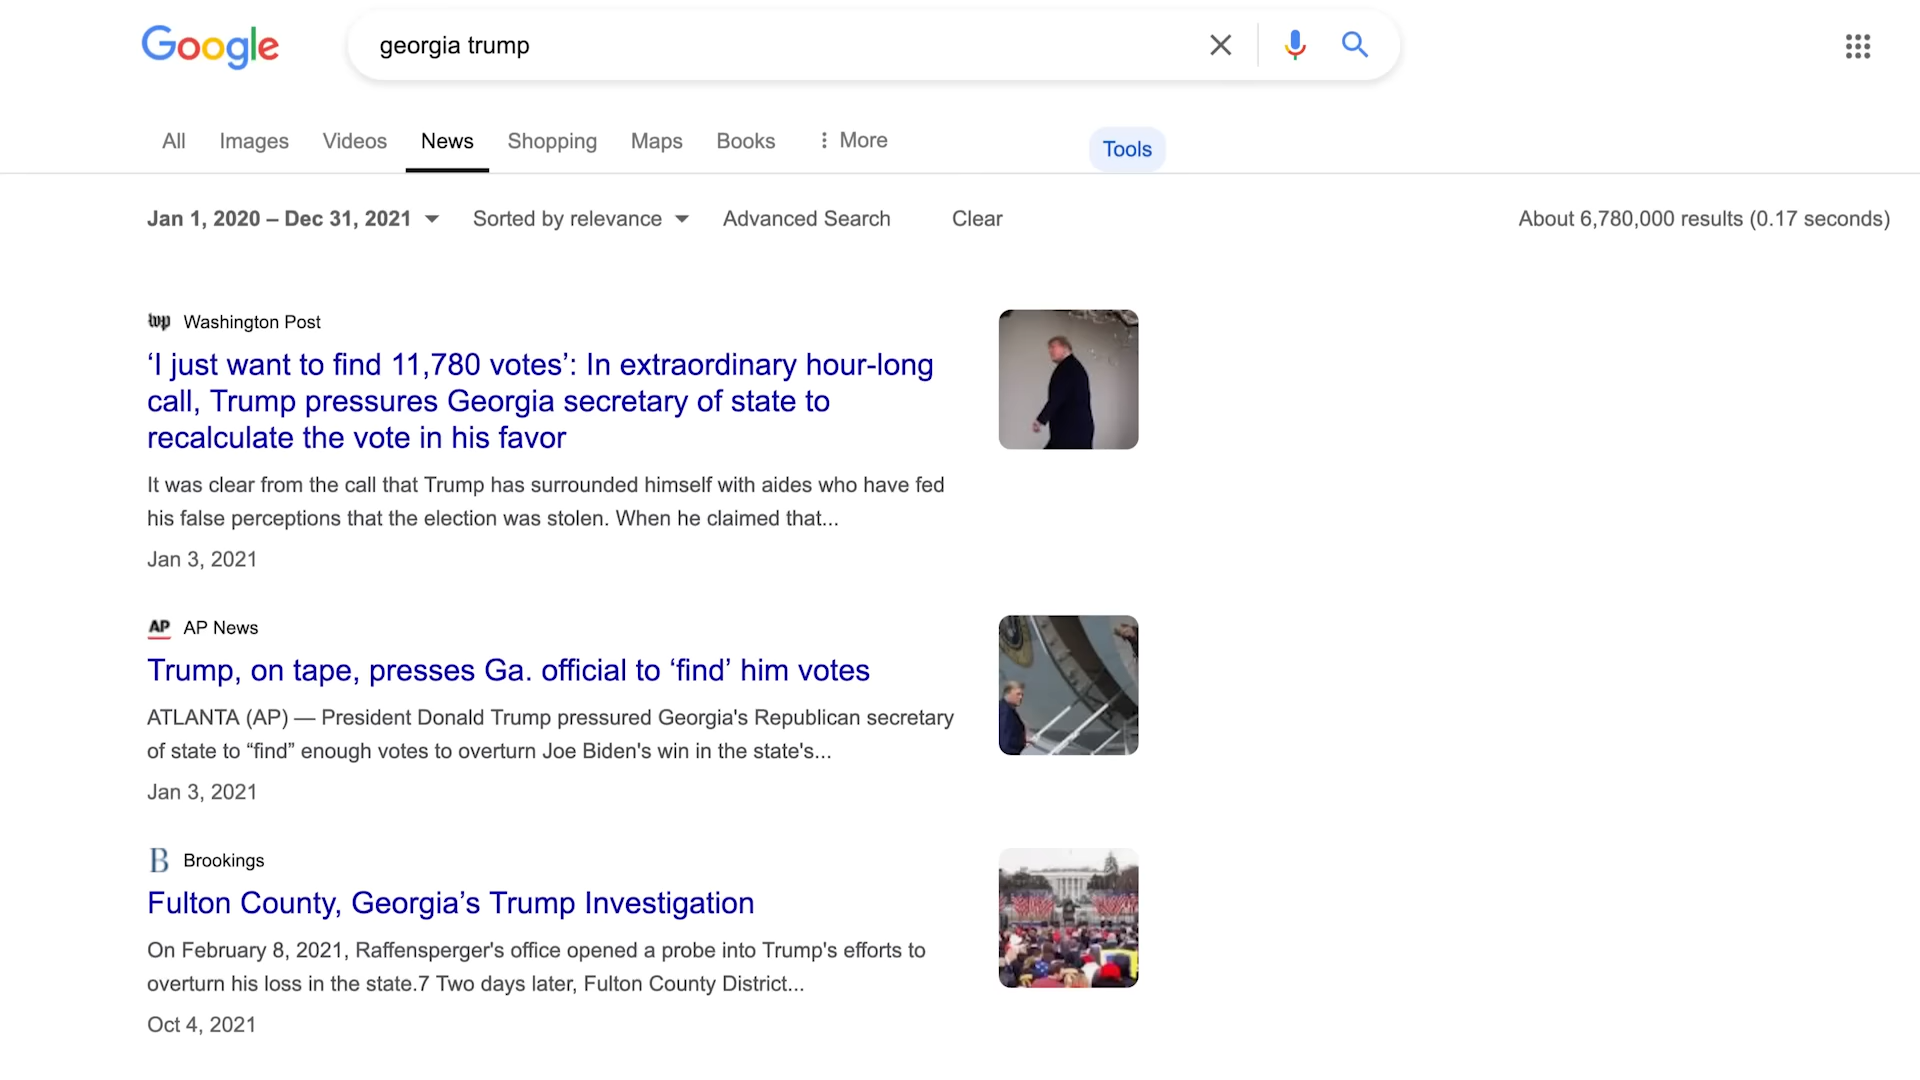 Google
georgia trump
All Images Videos News Shopping Maps Books More
Tools
Jan 1, 2020 – Dec 31, 2021 Sorted by relevance Advanced Search Clear About 6,780,000 results (0.17 seconds)
wp Washington Post
‘I just want to find 11,780 votes’: In extraordinary hour-long
call, Trump pressures Georgia secretary of state to
recalculate the vote in his favor
It was clear from the call that Trump has surrounded himself with aides who have fed
his false perceptions that the election was stolen. When he claimed that...
Jan 3, 2021
AP AP News
Trump, on tape, presses Ga. official to ‘find’ him votes
ATLANTA (AP) — President Donald Trump pressured Georgia's Republican secretary
of state to “find” enough votes to overturn Joe Biden's win in the state's...
Jan 3, 2021
B Brookings
Fulton County, Georgia’s Trump Investigation
On February 8, 2021, Raffensperger's office opened a probe into Trump's efforts to
overturn his loss in the state.7 Two days later, Fulton County District...
Oct 4, 2021